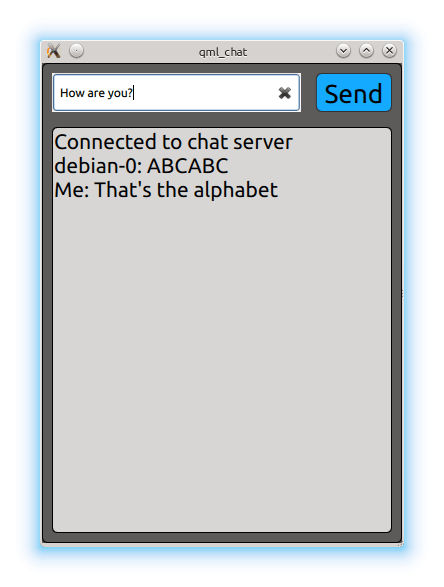 qml_chat
How are you?
Send
Connected to chat server
debian-0: ABCABC
Me: That's the alphabet